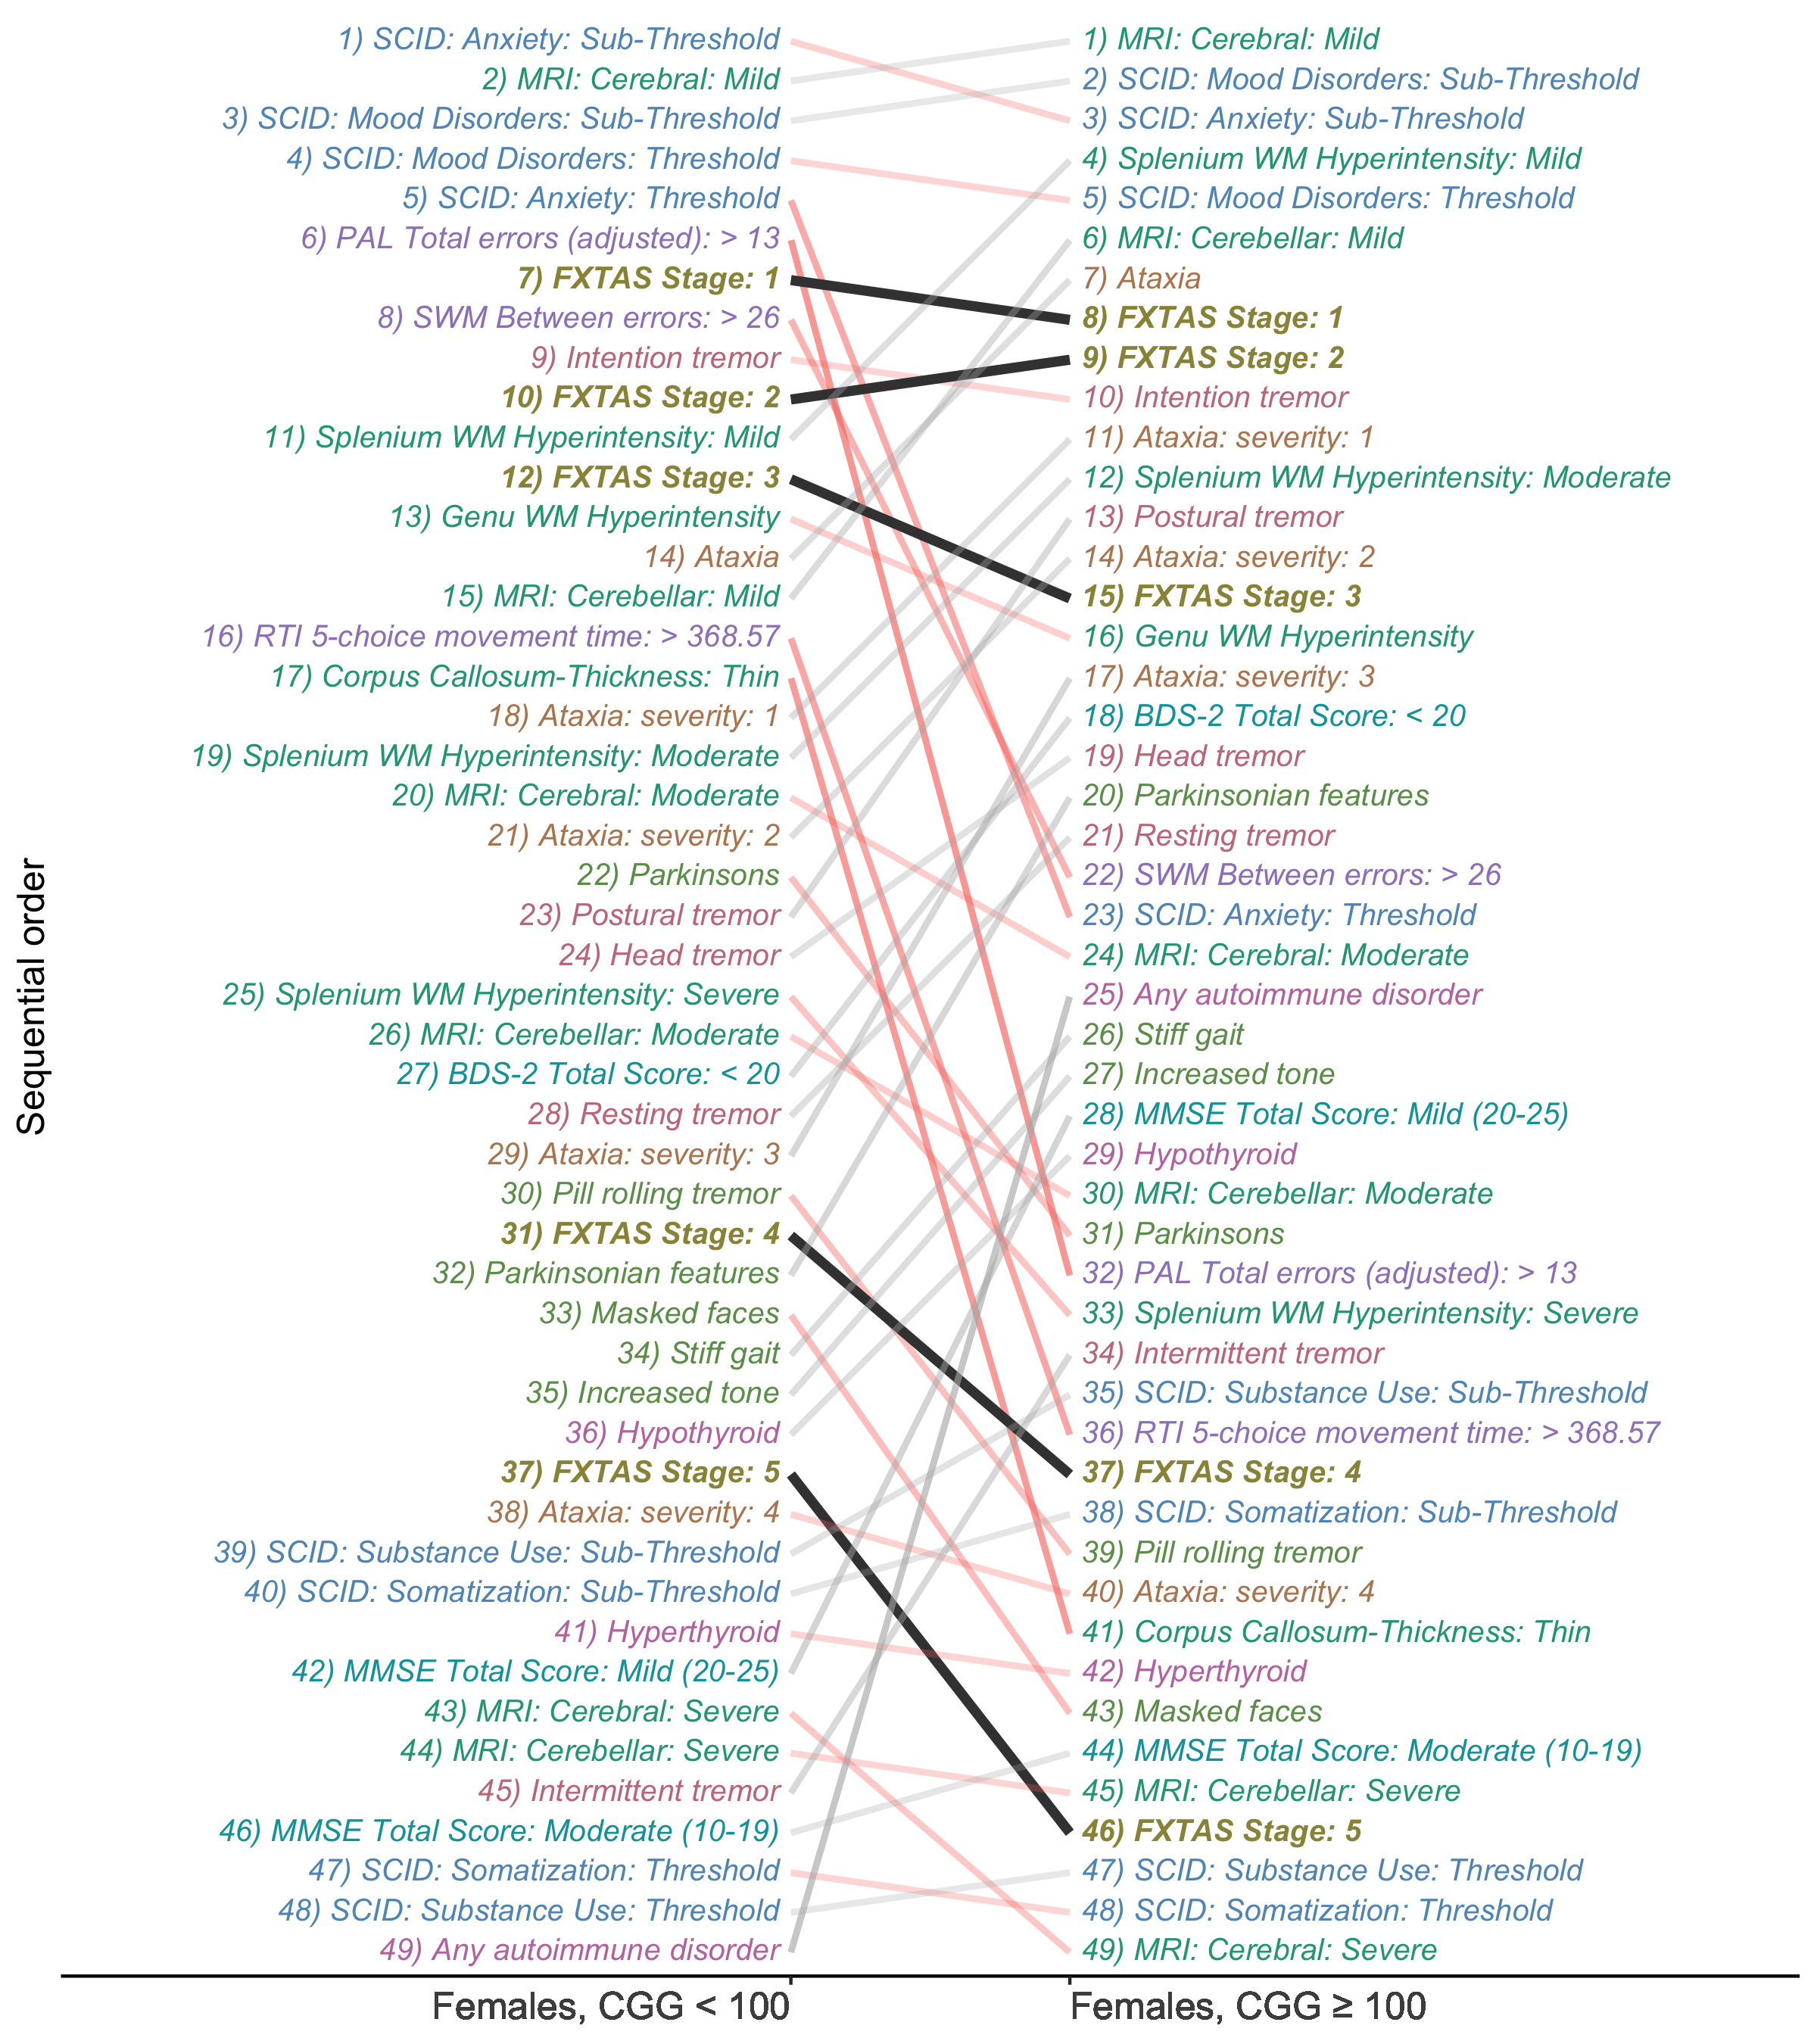 Sequential order
1) SCID: Anxiety: Sub-Threshold
2) MRI: Cerebral: Mild
3) SCID: Mood Disorders: Sub-Threshold
4) SCID: Mood Disorders: Threshold
5) SCID: Anxiety: Threshold
6) PAL Total errors (adjusted): > 13
7) FXTAS Stage: 1
8) SWM Between errors: > 26
9) Intention tremor
10) FXTAS Stage: 2
11) Splenium WM Hyperintensity: Mild
12) FXTAS Stage: 3
13) Genu WM Hyperintensity
14) Ataxia
15) MRI: Cerebellar: Mild
16) RTI 5-choice movement time: > 368.57
17) Corpus Callosum-Thickness: Thin
18) Ataxia: severity: 1
19) Splenium WM Hyperintensity: Moderate
20) MRI: Cerebral: Moderate
21) Ataxia: severity: 2
22) Parkinsons
23) Postural tremor
24) Head tremor
25) Splenium WM Hyperintensity: Severe
26) MRI: Cerebellar: Moderate
27) BDS-2 Total Score: < 20
28) Resting tremor
29) Ataxia: severity: 3
30) Pill rolling tremor
31) FXTAS Stage: 4
32) Parkinsonian features
33) Masked faces
34) Stiff gait
35) Increased tone
36) Hypothyroid
37) FXTAS Stage: 5
38) Ataxia: severity: 4
39) SCID: Substance Use: Sub-Threshold
40) SCID: Somatization: Sub-Threshold
41) Hyperthyroid
42) MMSE Total Score: Mild (20-25)
43) MRI: Cerebral: Severe
44) MRI: Cerebellar: Severe
45) Intermittent tremor
46) MMSE Total Score: Moderate (10-19)
47) SCID: Somatization: Threshold
48) SCID: Substance Use: Threshold
49) Any autoimmune disorder
Females, CGG < 100
1) MRI: Cerebral: Mild
2) SCID: Mood Disorders: Sub-Threshold
3) SCID: Anxiety: Sub-Threshold
4) Splenium WM Hyperintensity: Mild
5) SCID: Mood Disorders: Threshold
6) MRI: Cerebellar: Mild
7) Ataxia
8) FXTAS Stage: 1
9) FXTAS Stage: 2
10) Intention tremor
11) Ataxia: severity: 1
12) Splenium WM Hyperintensity: Moderate
13) Postural tremor
14) Ataxia: severity: 2
15) FXTAS Stage: 3
16) Genu WM Hyperintensity
17) Ataxia: severity: 3
18) BDS-2 Total Score: < 20
19) Head tremor
20) Parkinsonian features
21) Resting tremor
22) SWM Between errors: > 26
23) SCID: Anxiety: Threshold
24) MRI: Cerebral: Moderate
25) Any autoimmune disorder
26) Stiff gait
27) Increased tone
28) MMSE Total Score: Mild (20-25)
29) Hypothyroid
30) MRI: Cerebellar: Moderate
31) Parkinsons
32) PAL Total errors (adjusted): > 13
33) Splenium WM Hyperintensity: Severe
34) Intermittent tremor
35) SCID: Substance Use: Sub-Threshold
36) RTI 5-choice movement time: > 368.57
37) FXTAS Stage: 4
38) SCID: Somatization: Sub-Threshold
39) Pill rolling tremor
40) Ataxia: severity: 4
41) Corpus Callosum-Thickness: Thin
42) Hyperthyroid
43) Masked faces
44) MMSE Total Score: Moderate (10-19)
45) MRI: Cerebellar: Severe
46) FXTAS Stage: 5
47) SCID: Substance Use: Threshold
48) SCID: Somatization: Threshold
49) MRI: Cerebral: Severe
Females, CGG ≥ 100